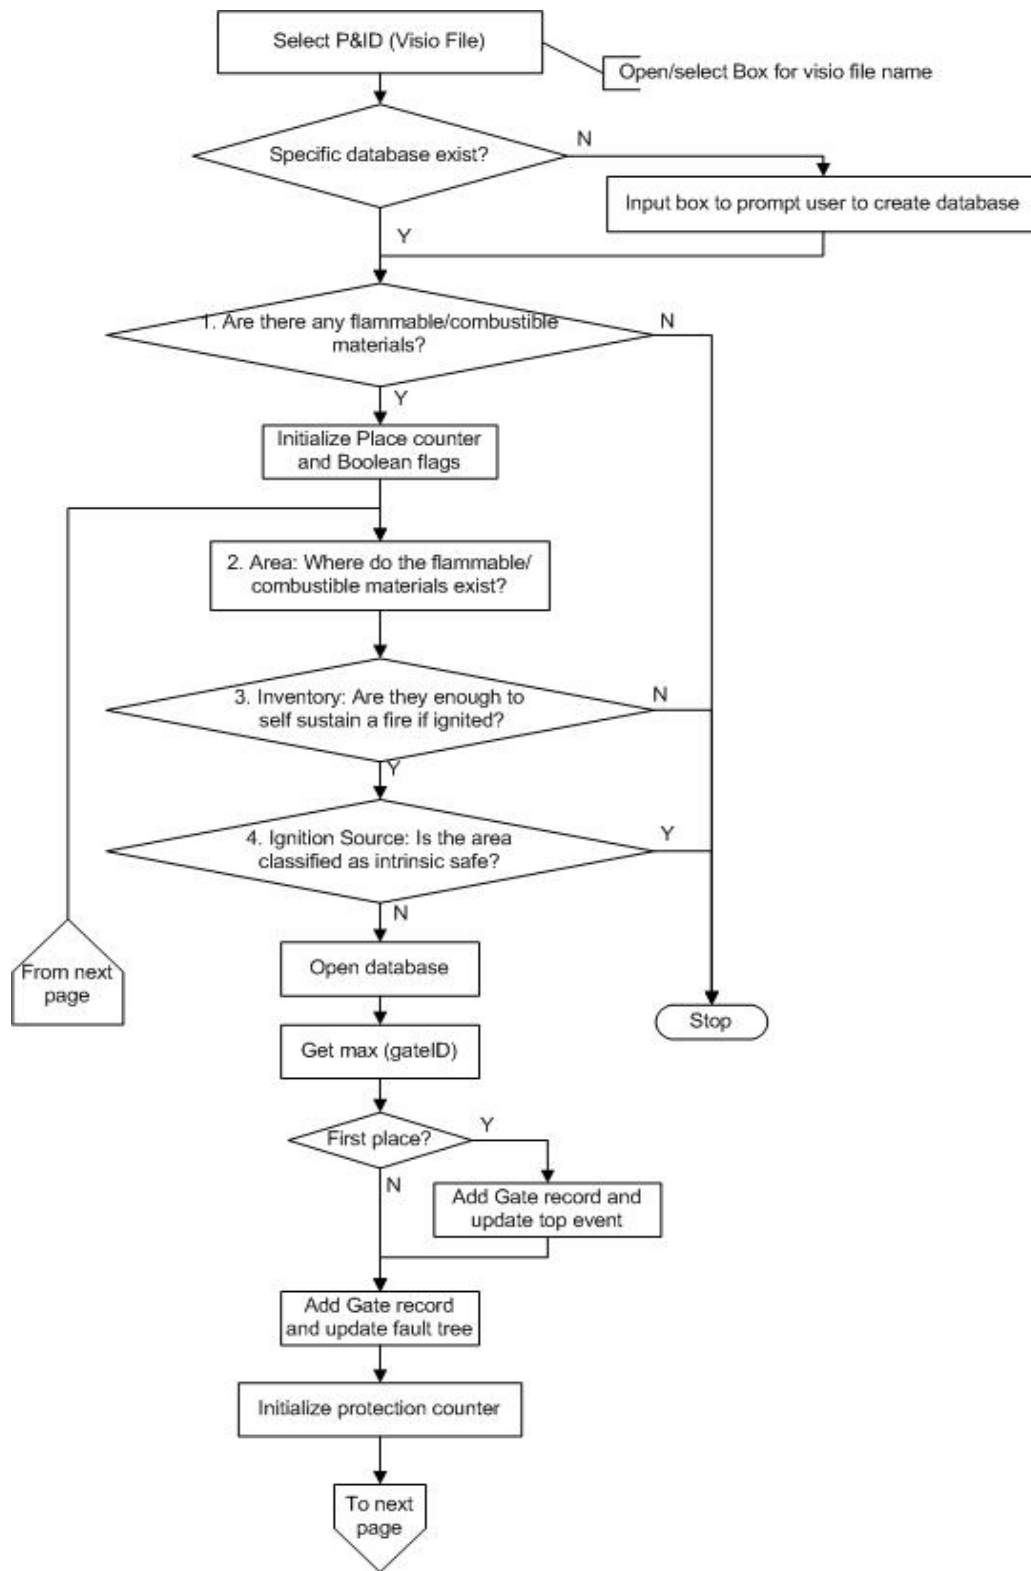 Select P&ID (Visio File)
Open/select Box for visio file name
Specific database exist?
N
Input box to prompt user to create database
Y
1. Are there any flammable/combustible
materials?
N
Y
Initialize Place counter
and Boolean flags
2. Area: Where do the flammable/
combustible materials exist?
3. Inventory: Are they enough to
self sustain a fire if ignited?
N
Y
4. Ignition Source: Is the area
classified as intrinsic safe?
Y
N
Open database
From next
page
Stop
Get max (gateID)
First place?
Y
N
Add Gate record and
update top event
Add Gate record
and update fault tree
Initialize protection counter
To next
page